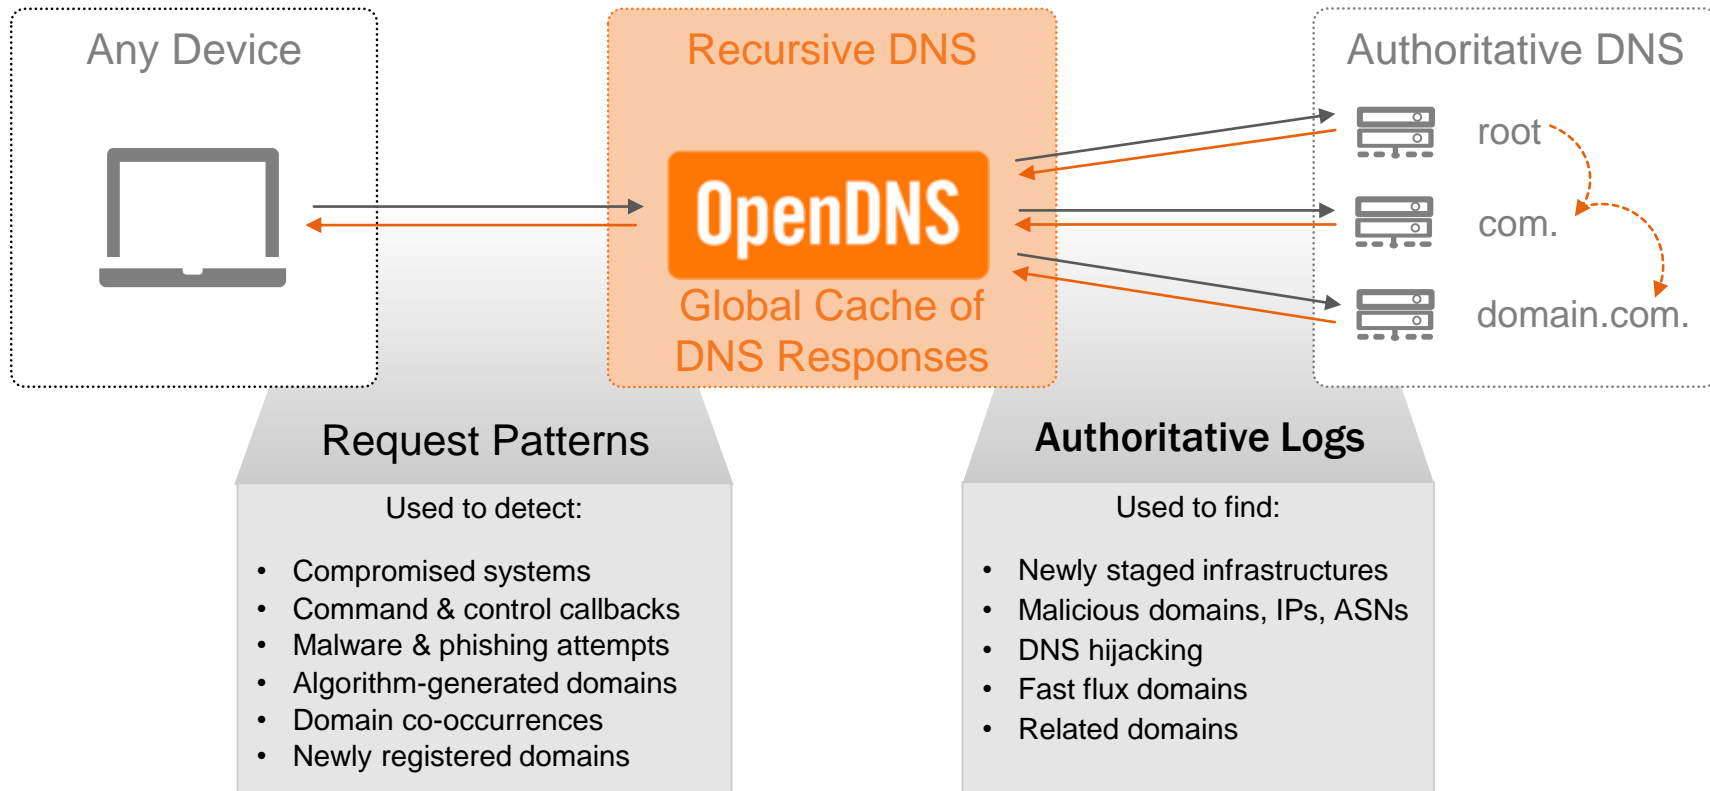 Any Device
Recursive DNS
OpenDNS
Global Cache of
DNS Responses
Authoritative DNS
root
com.
domain.com.
Request Patterns
Used to detect:
• Compromised systems
• Command & control callbacks
• Malware & phishing attempts
• Algorithm-generated domains
• Domain co-occurrences
• Newly registered domains
Authoritative Logs
Used to find:
• Newly staged infrastructures
• Malicious domains, IPs, ASNs
• DNS hijacking
• Fast flux domains
• Related domains